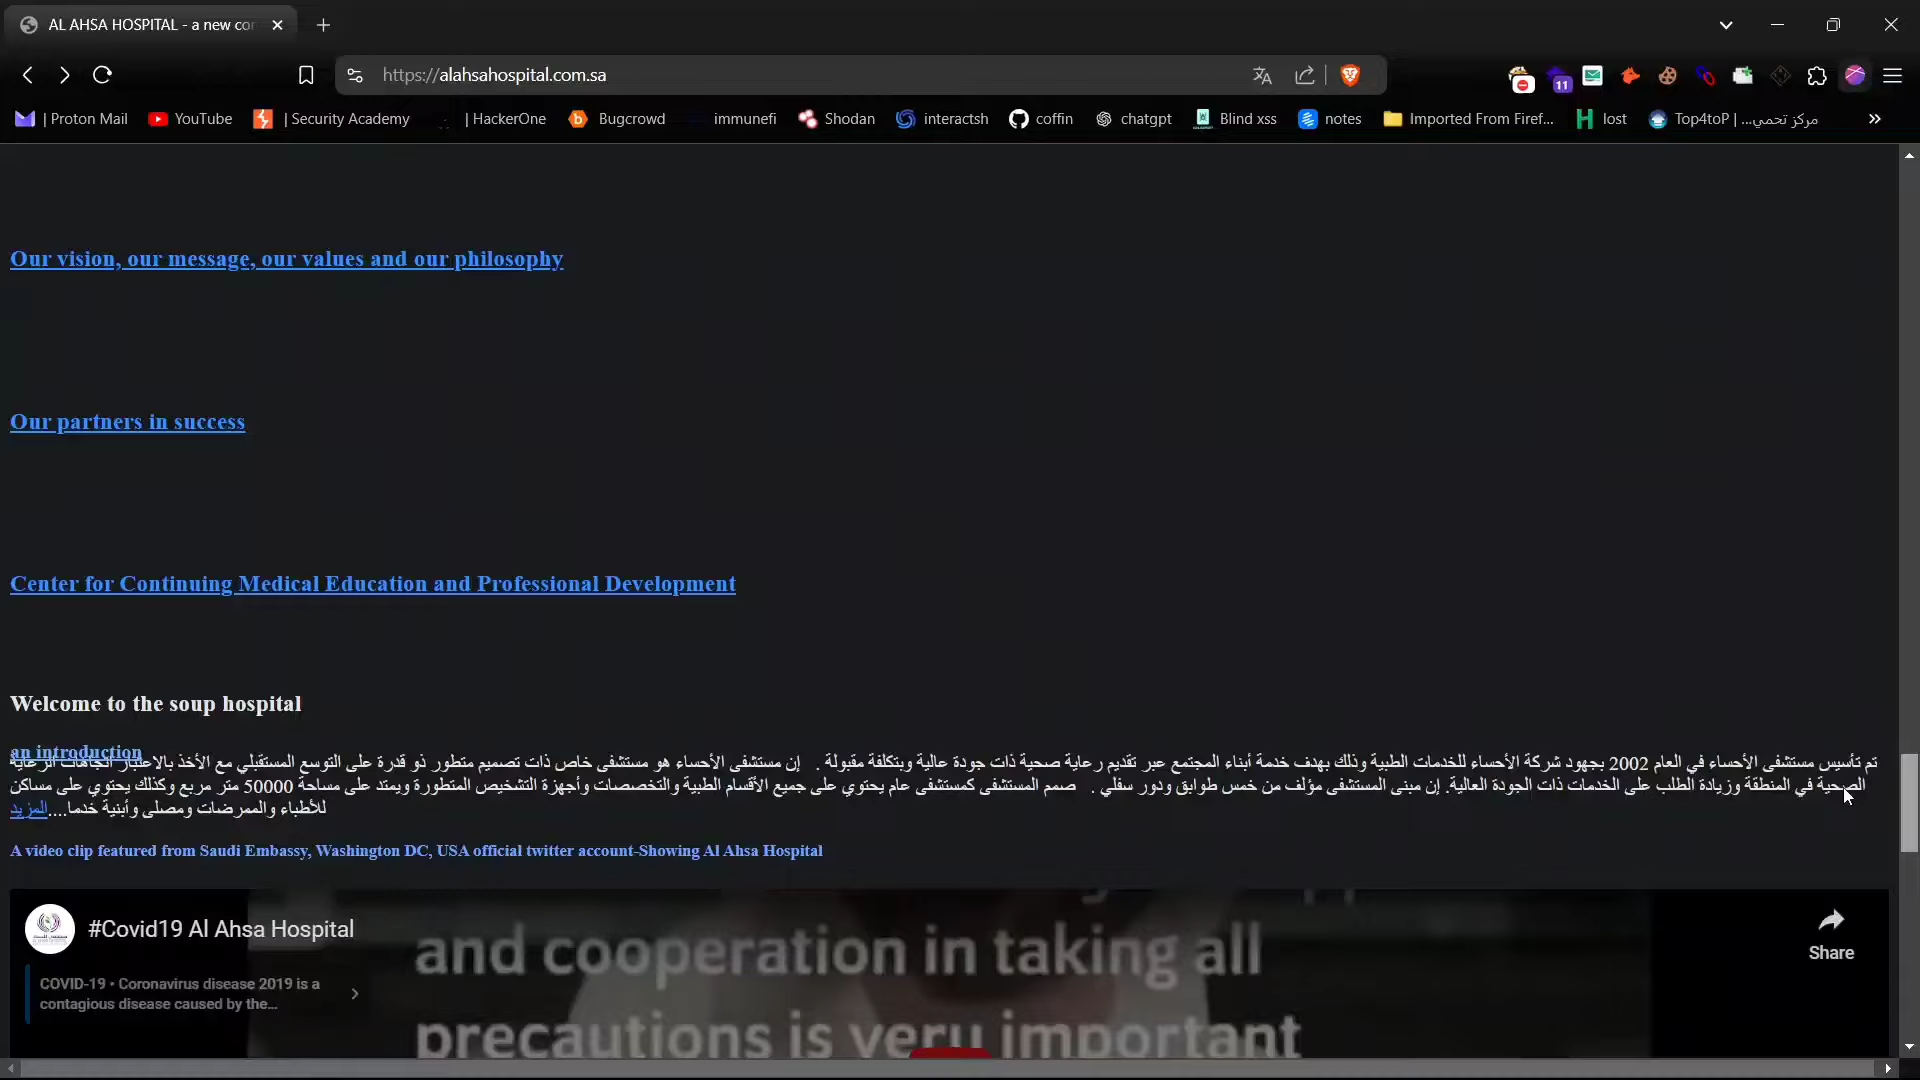 AL AHSA HOSPITAL - a new co
https://alahsahospital.com.sa
11
| Proton Mail
YouTube
| Security Academy
| HackerOne
Bugcrowd
immunefi
Shodan
interactsh
coffin
chatgpt
Blind xss
notes
Imported From Firef...
lost
Top4toP | ...مركز تحمي
Our vision, our message, our values and our philosophy
Our partners in success
Center for Continuing Medical Education and Professional Development
Welcome to the soup hospital
an introduction
تم تأسيس مستشفى الأحساء في العام 2002 بجهود شركة الأحساء للخدمات الطبية وذلك بهدف خدمة أبناء المجتمع عبر تقديم رعاية صحية ذات جودة عالية وبتكلفة مقبولة . إن مستشفى الأحساء هو مستشفى خاص ذات تصميم متطور ذو قدرة على التوسع المستقبلي مع الأخذ بالاعتبار اتجاهات الرعاية
الصحية في المنطقة وزيادة الطلب على الخدمات ذات الجودة العالية. إن مبنى المستشفى مؤلف من خمس طوابق ودور سفلي . صمم المستشفى كمستشفى عام يحتوي على جميع الأقسام الطبية والتخصصات وأجهزة التشخيص المتطورة ويمتد على مساحة 50000 متر مربع وكذلك يحتوي على مساكن
للأطباء والممرضات ومصلى وأبنية خدما....المزيد
A video clip featured from Saudi Embassy, Washington DC, USA official twitter account-Showing Al Ahsa Hospital
#Covid19 Al Ahsa Hospital
Share
COVID-19 • Coronavirus disease 2019 is a
contagious disease caused by the...
and cooperation in taking all
precautions is very important